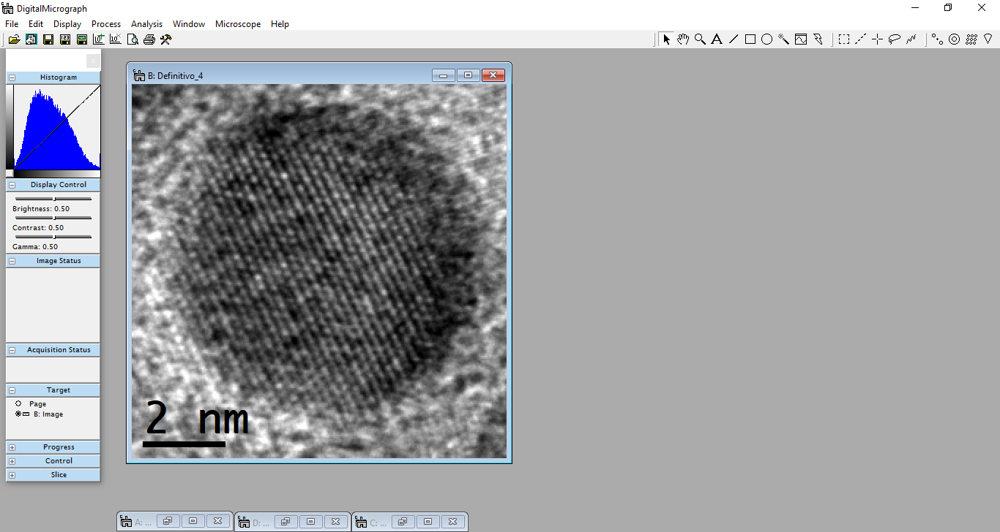 DigitalMicrograph
File Edit Display Process Analysis Window Microscope Help
Histogram
Display Control
Brightness: 0.50
Contrast: 0.50
Gamma: 0.50
Image Status
Acquisition Status
Target
Page
B: Image
Progress
Control
Slice
B: Definitivo_4
2 nm
A: ...
D: ...
C: ...